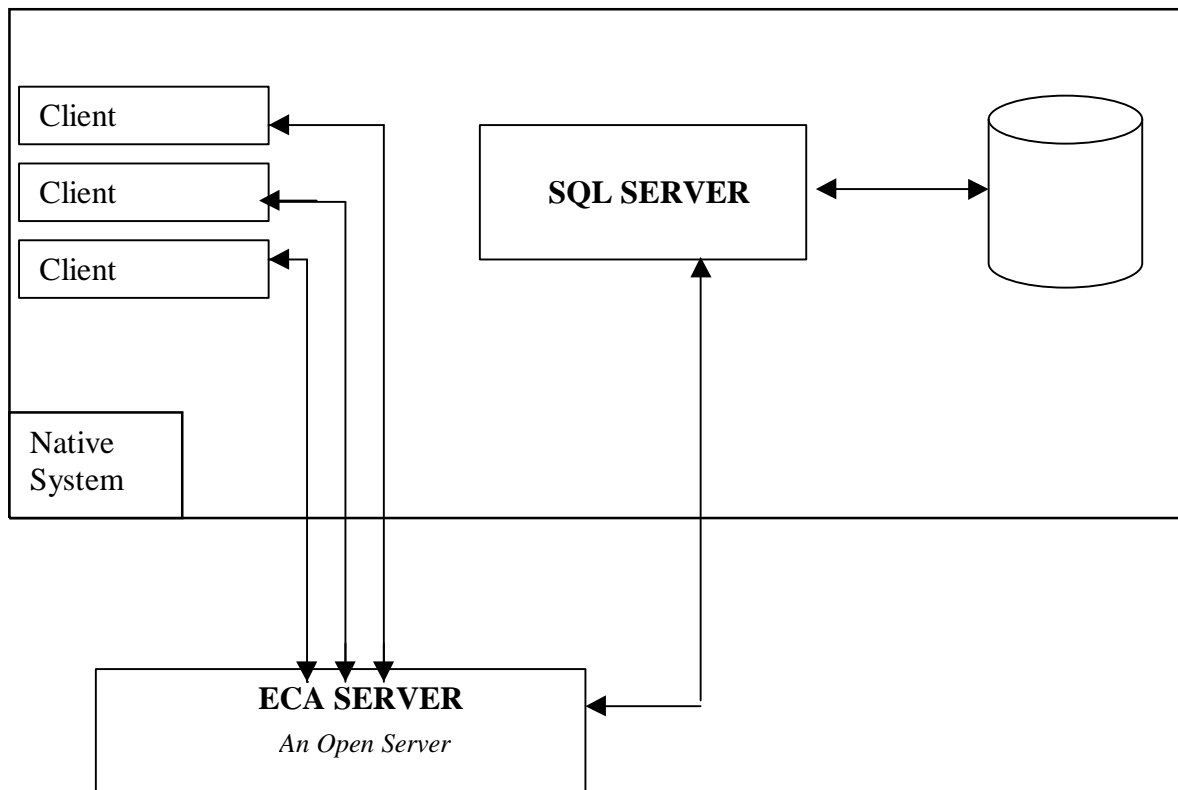 Client
Client
Client
SQL SERVER
Native
System
ECA SERVER
An Open Server